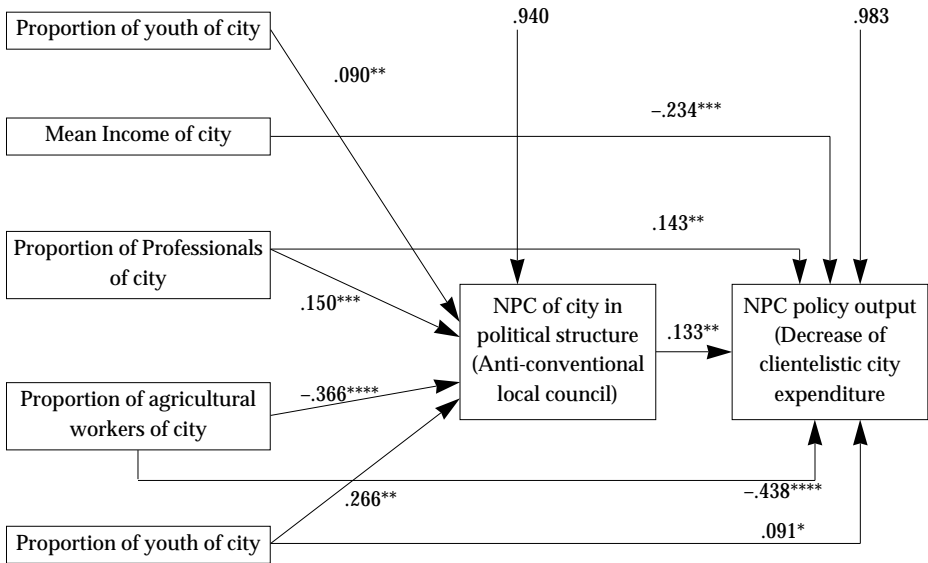 Proportion of youth of city
.940
.983
.090**
Mean Income of city
–.234***
Proportion of Professionals
of city
.143**
.150***
NPC of city in
political structure
(Anti-conventional
local council)
.133**
NPC policy output
(Decrease of
clientelistic city
expenditure
Proportion of agricultural
workers of city
–.366****
.266**
–.438****
Proportion of youth of city
.091*